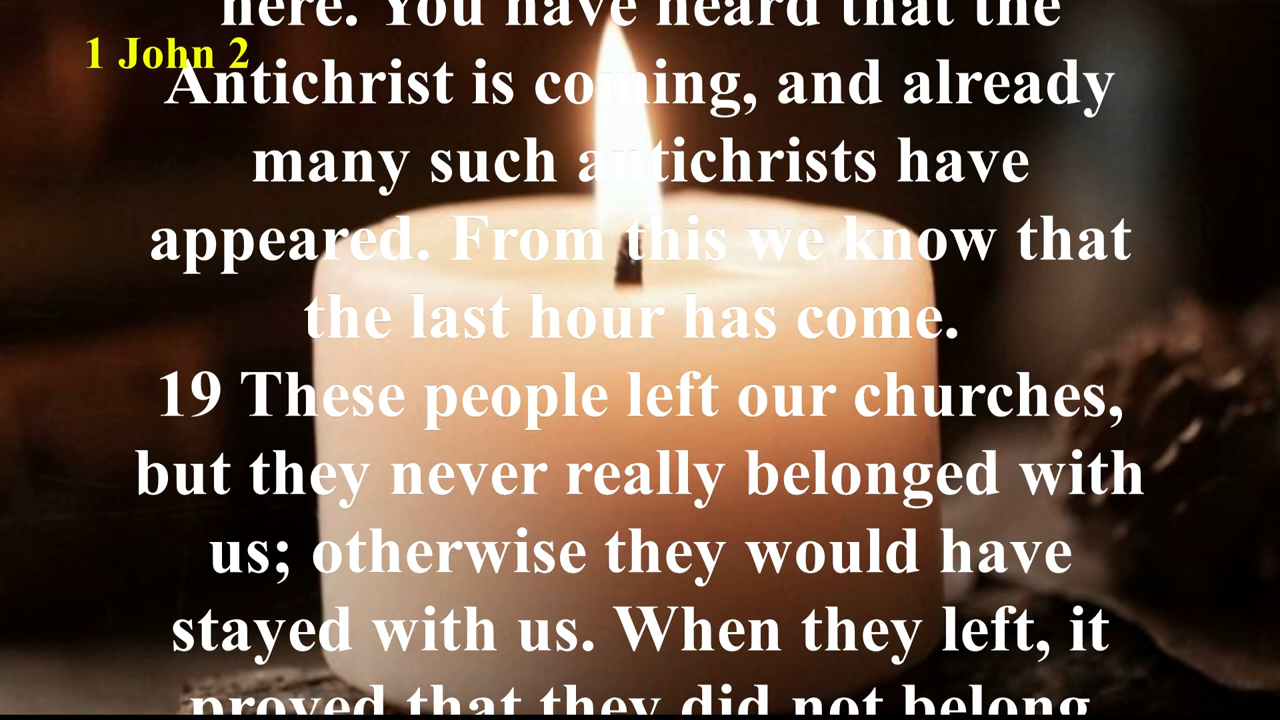 here. You have heard that the
1 John 2
Antichrist is coming, and already
many such antichrists have
appeared. From this we know that
the last hour has come.
19 These people left our churches,
but they never really belonged with
us; otherwise they would have
stayed with us. When they left, it
proved that they did not belong